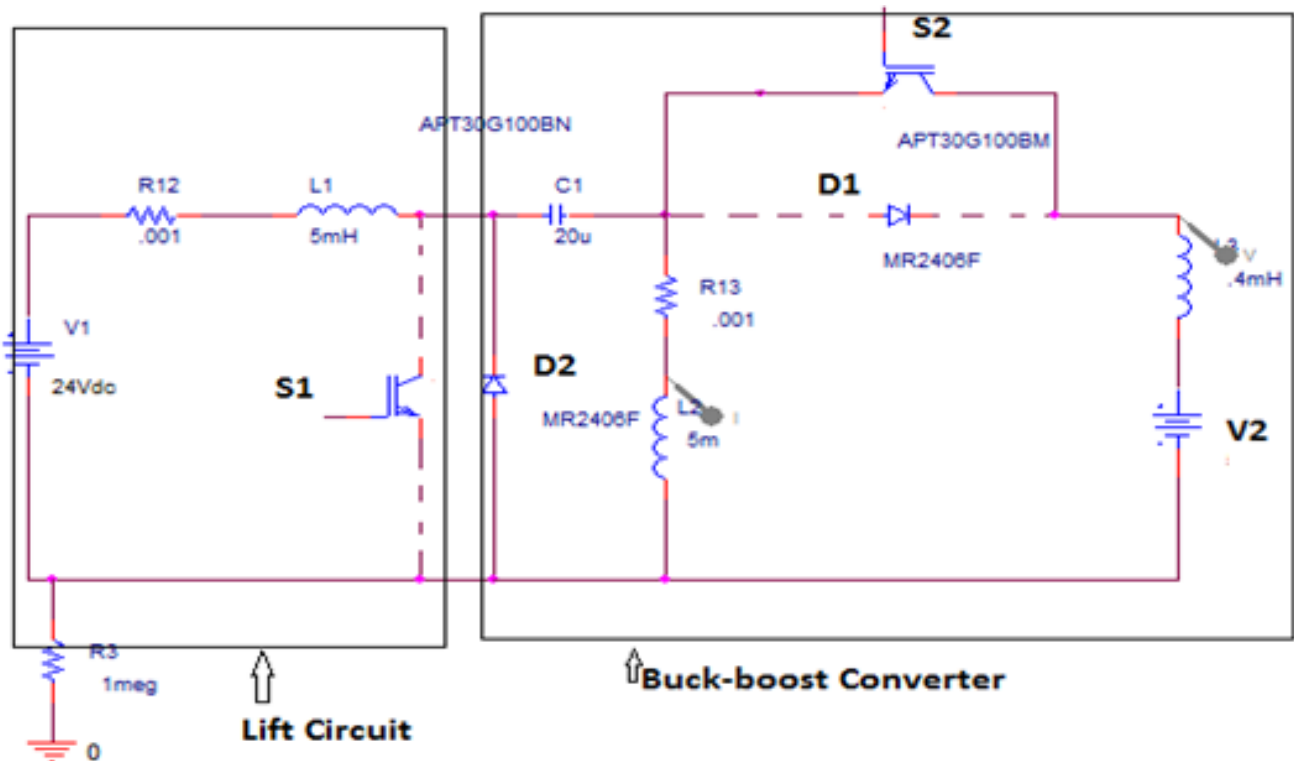 S2
APT30G100BN
APT30G100BM
R12
.001
L1
5mH
C1
20u
D1
MR2406F
V
.4mH
R13
.001
V1
24Vdc
S1
D2
MR2406F
L2
I
5m
V2
R3
1meg
0
Lift Circuit
Buck-boost Converter